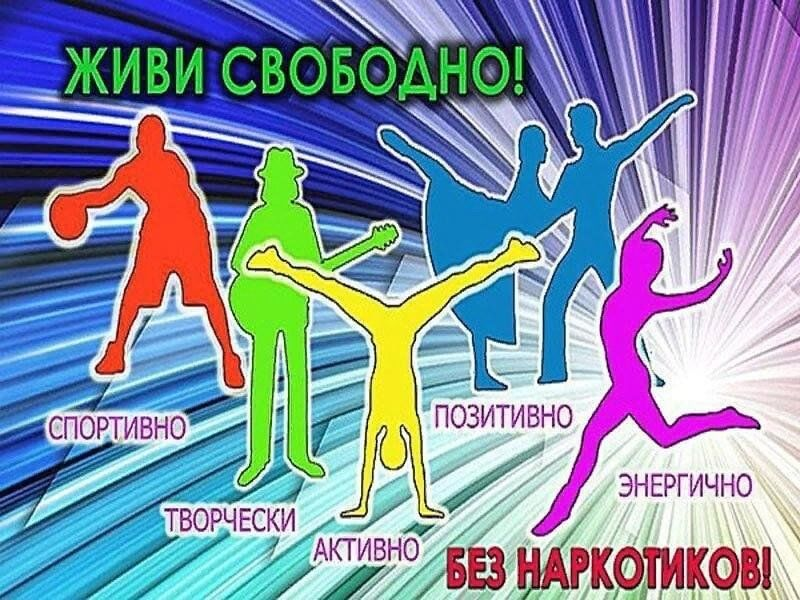 ЖИВИ СВОБОДНО!
СПОРТИВНО
ТВОРЧЕСКИ
АКТИВНО
ПОЗИТИВНО
ЭНЕРГИЧНО
БЕЗ НАРКОТИКОВ!